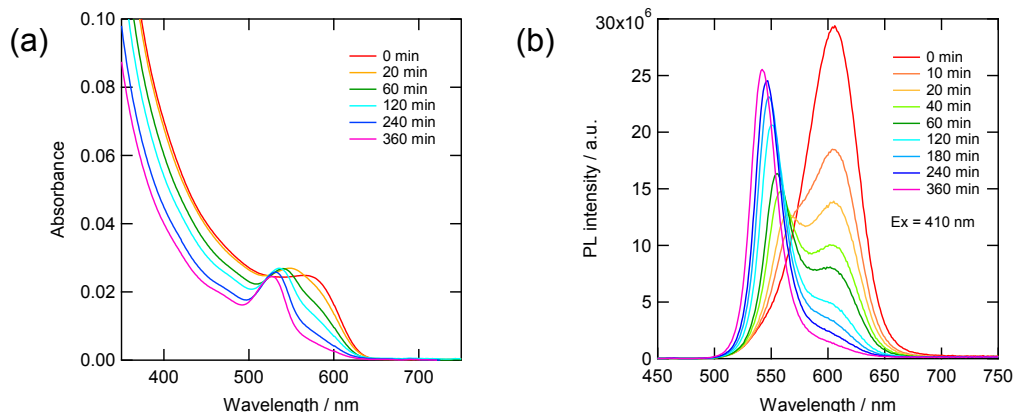 (a)
0.10
0.08
0.06
0.04
0.02
0.00
Absorbance
400
500
600
700
Wavelength / nm
0 min
20 min
60 min
120 min
240 min
360 min
(b)
30x10⁶
25
20
15
10
5
0
PL intensity / a.u.
450
500
550
600
650
700
750
Wavelength / nm
0 min
10 min
20 min
40 min
60 min
120 min
180 min
240 min
360 min
Ex = 410 nm